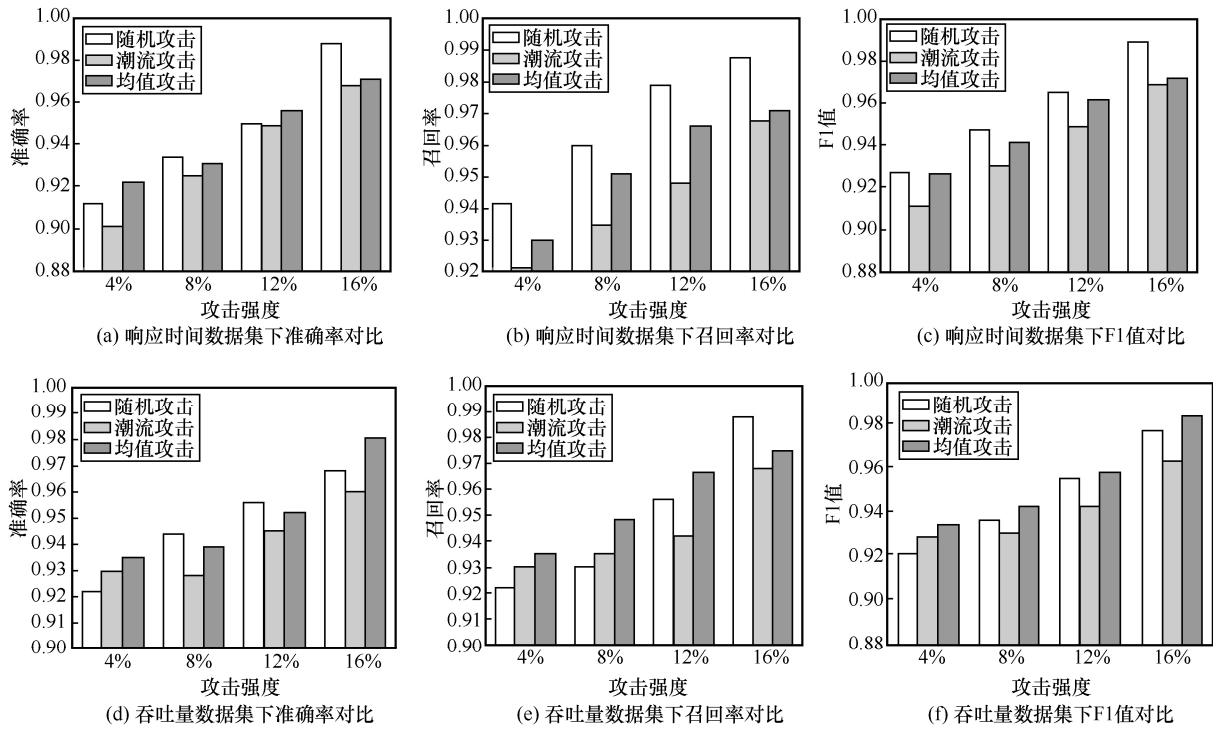 1.00
0.98
0.96
0.94
0.92
0.90
0.88
准确率
随机攻击
潮流攻击
均值攻击
4% 8% 12% 16%
攻击强度
(a) 响应时间数据集下准确率对比
1.00
0.99
0.98
0.97
0.96
0.95
0.94
0.93
0.92
召回率
随机攻击
潮流攻击
均值攻击
4% 8% 12% 16%
攻击强度
(b) 响应时间数据集下召回率对比
1.00
0.98
0.96
0.94
0.92
0.90
0.88
F1值
随机攻击
潮流攻击
均值攻击
4% 8% 12% 16%
攻击强度
(c) 响应时间数据集下F1值对比
1.00
0.99
0.98
0.97
0.96
0.95
0.94
0.93
0.92
0.91
0.90
准确率
随机攻击
潮流攻击
均值攻击
4% 8% 12% 16%
攻击强度
(d) 吞吐量数据集下准确率对比
1.00
0.99
0.98
0.97
0.96
0.95
0.94
0.93
0.92
0.91
0.90
召回率
随机攻击
潮流攻击
均值攻击
4% 8% 12% 16%
攻击强度
(e) 吞吐量数据集下召回率对比
1.00
0.98
0.96
0.94
0.92
0.90
0.88
F1值
随机攻击
潮流攻击
均值攻击
4% 8% 12% 16%
攻击强度
(f) 吞吐量数据集下F1值对比